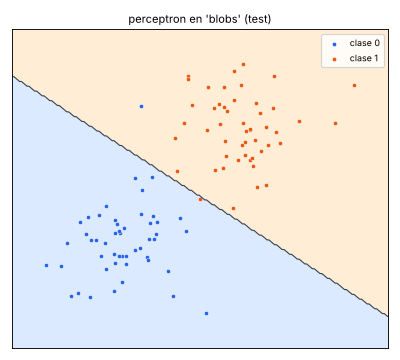 perceptron en 'blobs' (test)
clase 0
clase 1